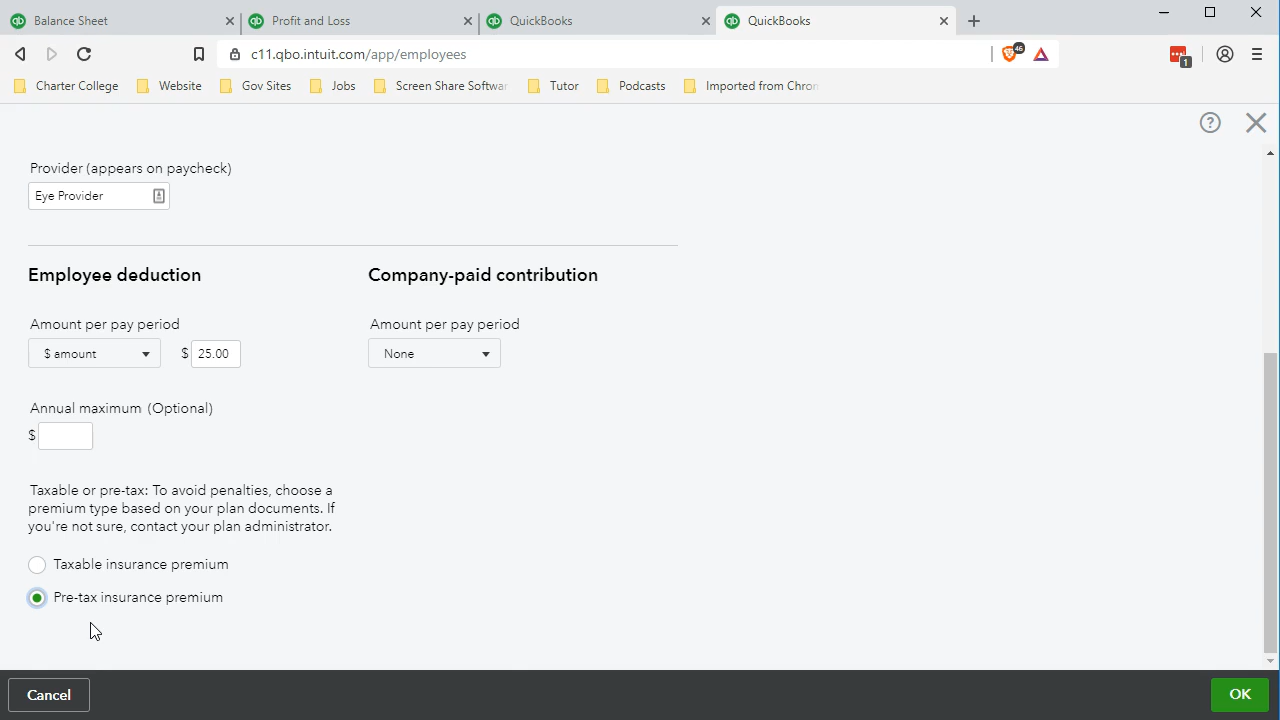 Balance Sheet
Profit and Loss
QuickBooks
QuickBooks
c11.qbo.intuit.com/app/employees
46
1
Charter College
Website
Gov Sites
Jobs
Screen Share Softwar
Tutor
Podcasts
Imported from Chron
Provider (appears on paycheck)
Eye Provider
Employee deduction
Company-paid contribution
Amount per pay period
Amount per pay period
$ amount
$ 25.00
None
Annual maximum (Optional)
$
Taxable or pre-tax: To avoid penalties, choose a
premium type based on your plan documents. If
you're not sure, contact your plan administrator.
Taxable insurance premium
Pre-tax insurance premium
Cancel
OK